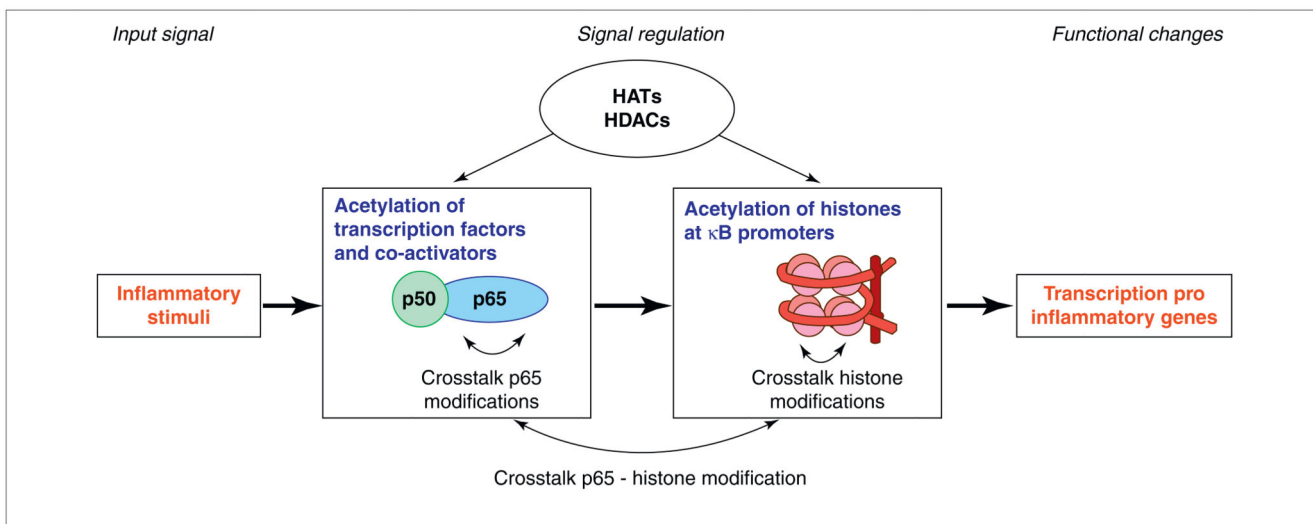 Input signal
Signal regulation
Functional changes
HATs
HDACs
Acetylation of
transcription factors
and co-activators
Acetylation of histones
at κB promoters
Inflammatory
stimuli
p50
p65
Transcription pro
inflammatory genes
Crosstalk p65
modifications
Crosstalk histone
modifications
Crosstalk p65 - histone modification